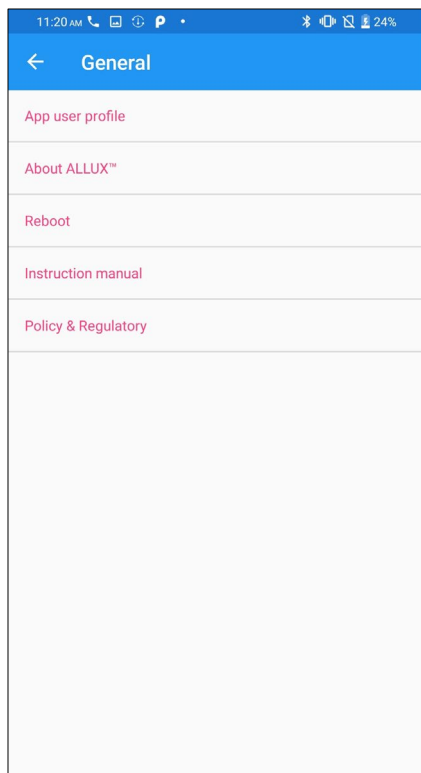 11:20 AM 24%
General
App user profile
About ALLUX™
Reboot
Instruction manual
Policy & Regulatory